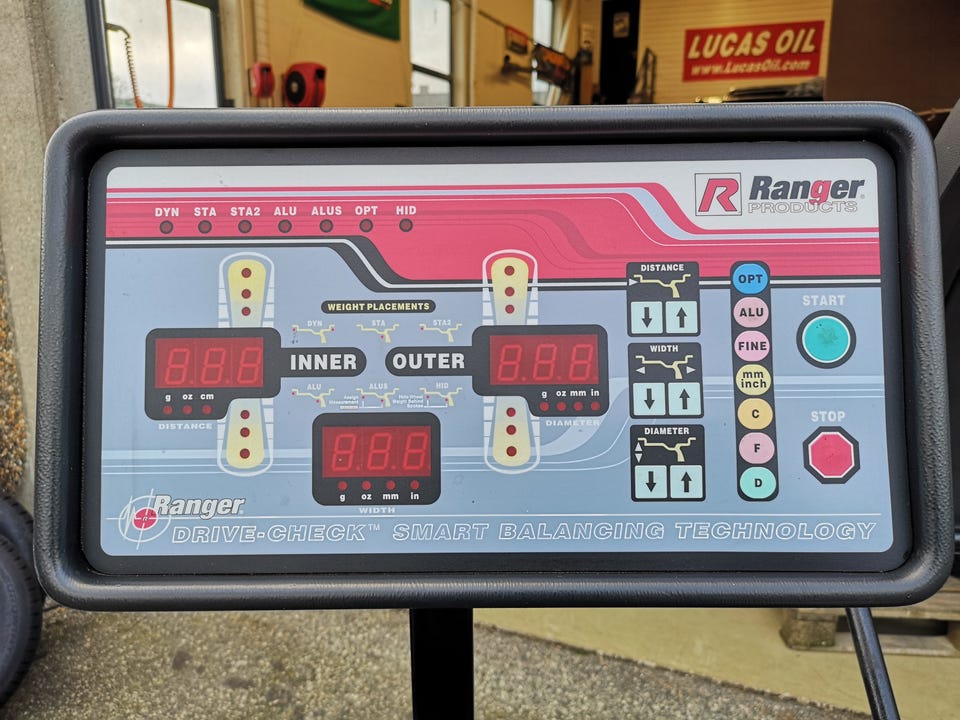 LUCAS OIL
www.LucasOil.com
R Ranger
PRODUCTS
DYN STA STA2 ALU ALUS OPT HID
WEIGHT PLACEMENTS
DYN STA STA2
INNER OUTER
ALU ALUS HID
g oz cm
DISTANCE
g oz mm in
DIAMETER
g oz mm in
WIDTH
DISTANCE
WIDTH
DIAMETER
OPT
ALU
FINE
mm
inch
C
F
D
START
STOP
R Ranger
DRIVE-CHECK™ SMART BALANCING TECHNOLOGY